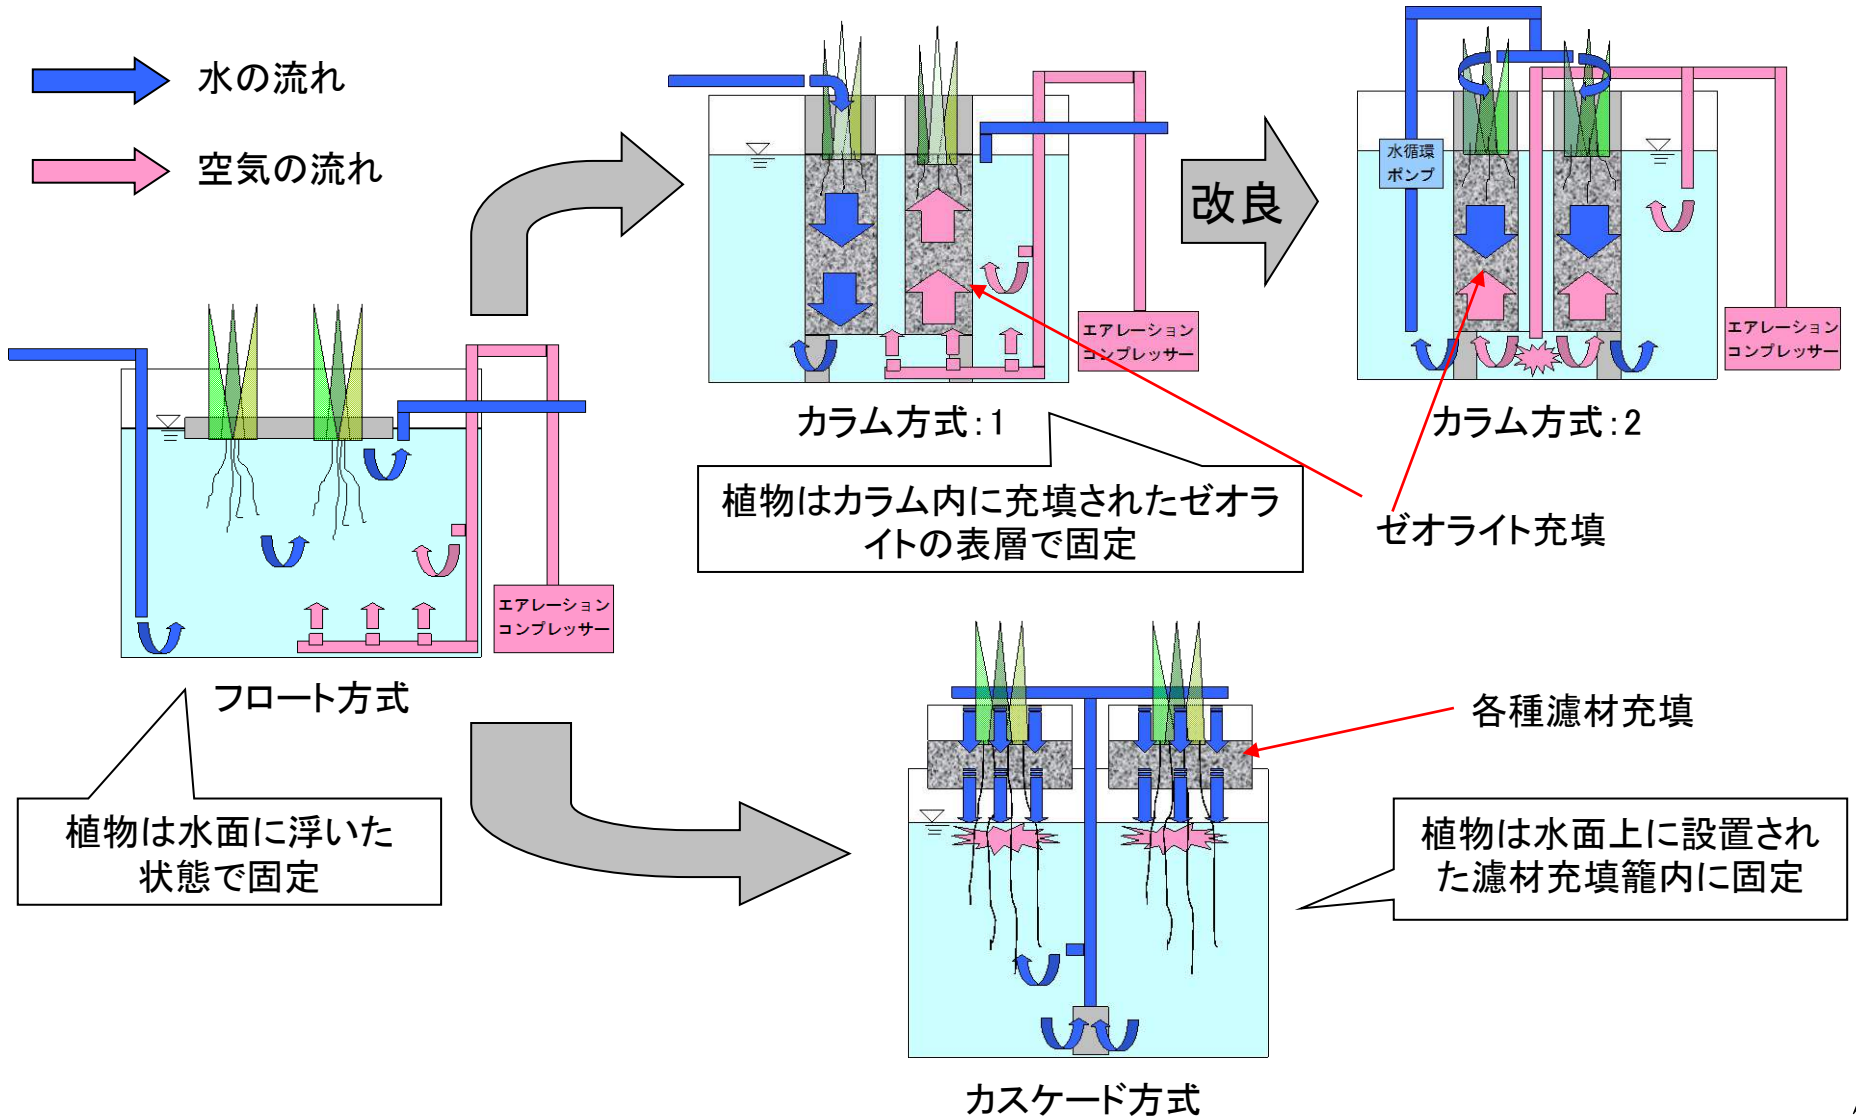 水の流れ
空気の流れ
水循環
ポンプ
改良
エアレーション
コンプレッサー
エアレーション
コンプレッサー
カラム方式:1
カラム方式:2
植物はカラム内に充填されたゼオラ
イトの表層で固定
ゼオライト充填
エアレーション
コンプレッサー
フロート方式
植物は水面に浮いた
状態で固定
各種濾材充填
植物は水面上に設置され
た濾材充填籠内に固定
カスケード方式